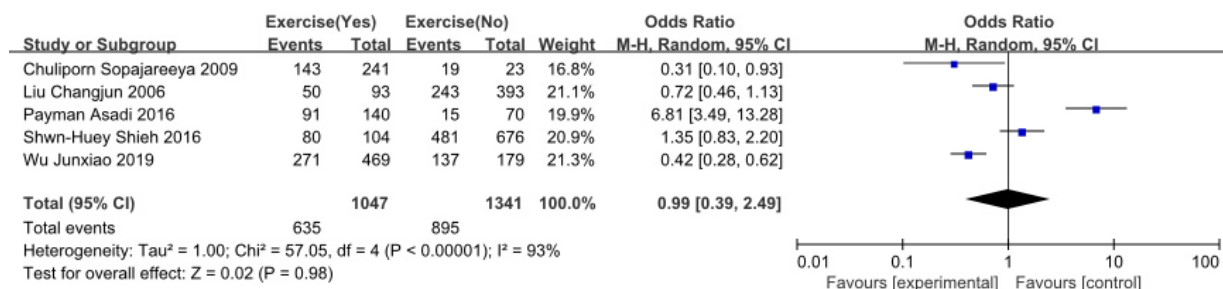 Exercise(Yes) Exercise(No) Odds Ratio Odds Ratio
Study or Subgroup Events Total Events Total Weight M-H, Random, 95% CI M-H, Random, 95% CI
Chuliporn Sopajareeya 2009 143 241 19 23 16.8% 0.31 [0.10, 0.93]
Liu Changjun 2006 50 93 243 393 21.1% 0.72 [0.46, 1.13]
Payman Asadi 2016 91 140 15 70 19.9% 6.81 [3.49, 13.28]
Shwn-Huey Shieh 2016 80 104 481 676 20.9% 1.35 [0.83, 2.20]
Wu Junxiao 2019 271 469 137 179 21.3% 0.42 [0.28, 0.62]
Total (95% CI) 1047 1341 100.0% 0.99 [0.39, 2.49]
Total events 635 895
Heterogeneity: Tau² = 1.00; Chi² = 57.05, df = 4 (P < 0.00001); I² = 93%
Test for overall effect: Z = 0.02 (P = 0.98)
0.01 0.1 1 10 100
Favours [experimental] Favours [control]